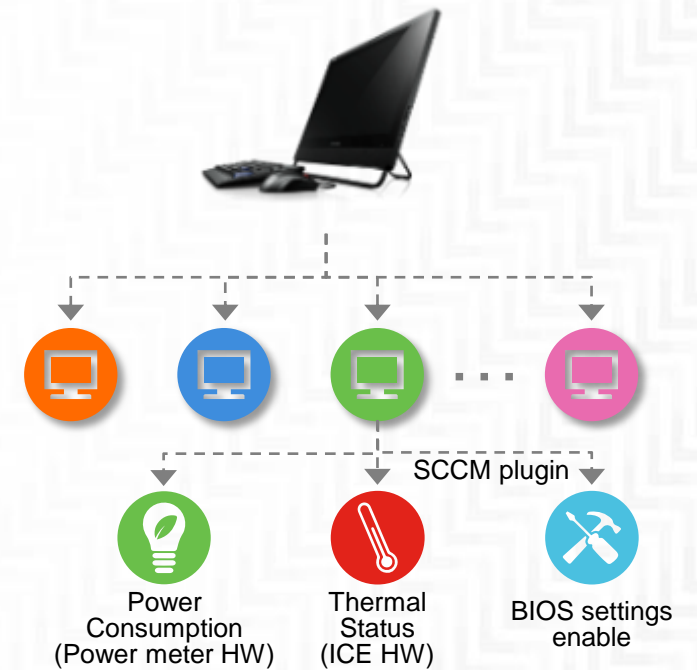 SCCM plugin
Power
Consumption
(Power meter HW)
Thermal
Status
(ICE HW)
BIOS settings
enable